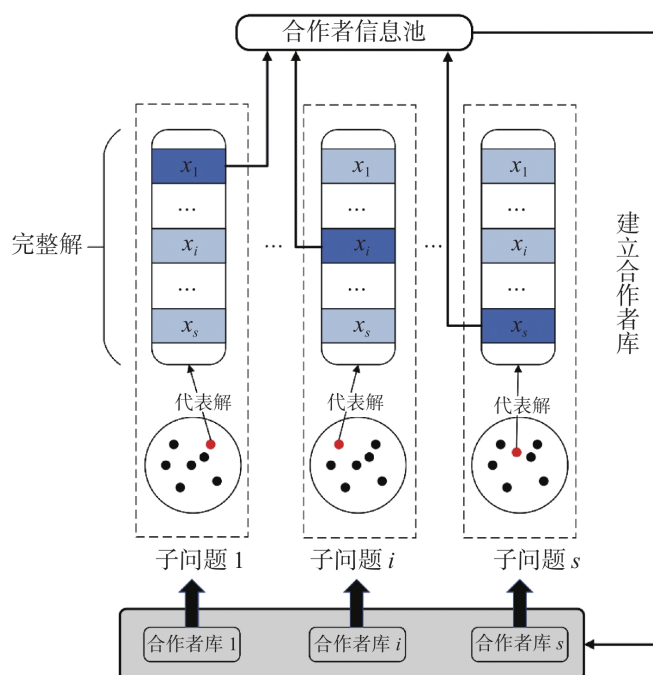 合作者信息池
完整解
x1
...
xi
...
xs
代表解
子问题 1
合作者库 1
...
x1
...
xi
...
xs
代表解
子问题 i
合作者库 i
...
x1
...
xi
...
xs
代表解
子问题 s
合作者库 s
建立合作者库